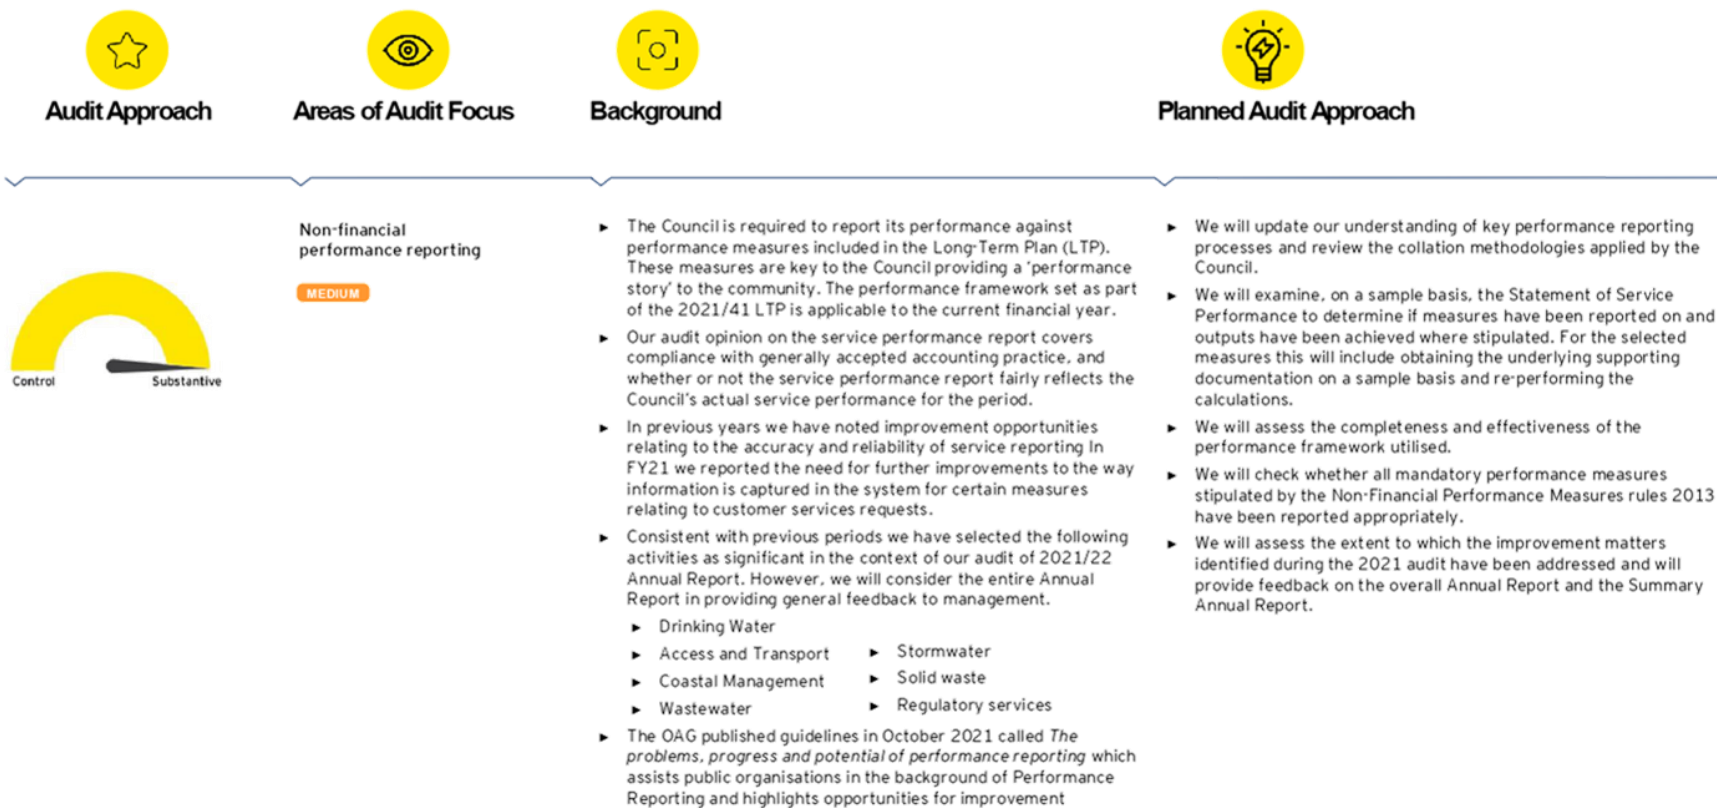 Audit Approach
Areas of Audit Focus
Background
Planned Audit Approach
Control
Substantive
Non-financial
performance reporting
MEDIUM
► The Council is required to report its performance against
performance measures included in the Long-Term Plan (LTP).
These measures are key to the Council providing a 'performance
story' to the community. The performance framework set as part
of the 2021/41 LTP is applicable to the current financial year.
► Our audit opinion on the service performance report covers
compliance with generally accepted accounting practice, and
whether or not the service performance report fairly reflects the
Council's actual service performance for the period.
► In previous years we have noted improvement opportunities
relating to the accuracy and reliability of service reporting In
FY21 we reported the need for further improvements to the way
information is captured in the system for certain measures
relating to customer services requests.
► Consistent with previous periods we have selected the following
activities as significant in the context of our audit of 2021/22
Annual Report. However, we will consider the entire Annual
Report in providing general feedback to management.
► Drinking Water
► Access and Transport
► Coastal Management
► Wastewater
► Stormwater
► Solid waste
► Regulatory services
► The OAG published guidelines in October 2021 called The
problems, progress and potential of performance reporting which
assists public organisations in the background of Performance
Reporting and highlights opportunities for improvement
► We will update our understanding of key performance reporting
processes and review the collation methodologies applied by the
Council.
► We will examine, on a sample basis, the Statement of Service
Performance to determine if measures have been reported on and
outputs have been achieved where stipulated. For the selected
measures this will include obtaining the underlying supporting
documentation on a sample basis and re-performing the
calculations.
► We will assess the completeness and effectiveness of the
performance framework utilised.
► We will check whether all mandatory performance measures
stipulated by the Non-Financial Performance Measures rules 2013
have been reported appropriately.
► We will assess the extent to which the improvement matters
identified during the 2021 audit have been addressed and will
provide feedback on the overall Annual Report and the Summary
Annual Report.